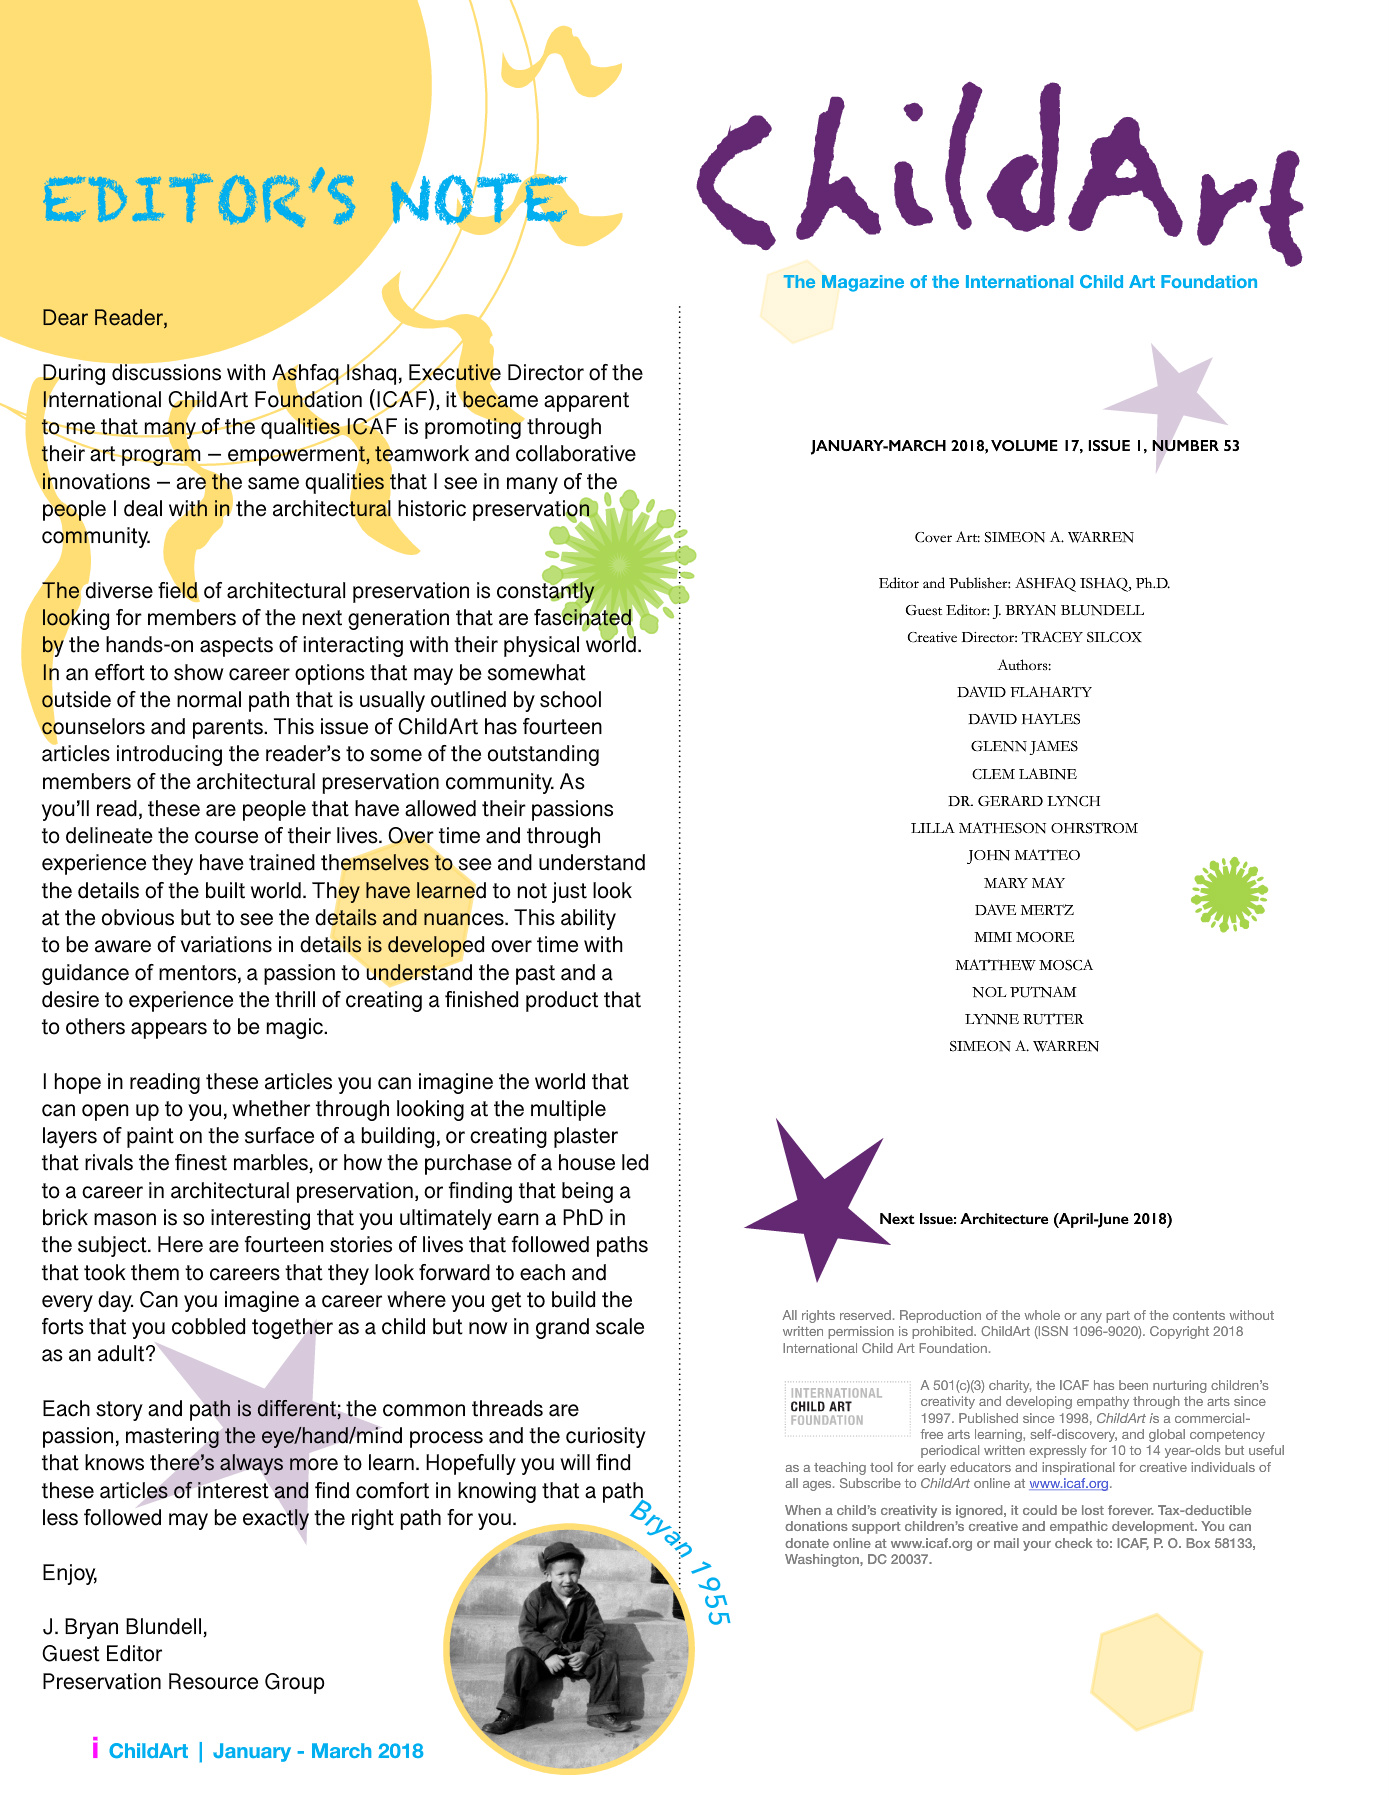 EDITOR'S NOTE
Dear Reader,
During discussions with Ashfaq Ishaq, Executive Director of the
International ChildArt Foundation (ICAF), it became apparent
to me that many of the qualities ICAF is promoting through
their art program – empowerment, teamwork and collaborative
innovations – are the same qualities that I see in many of the
people I deal with in the architectural historic preservation
community.
The diverse field of architectural preservation is constantly
looking for members of the next generation that are fascinated
by the hands-on aspects of interacting with their physical world.
In an effort to show career options that may be somewhat
outside of the normal path that is usually outlined by school
counselors and parents. This issue of ChildArt has fourteen
articles introducing the reader's to some of the outstanding
members of the architectural preservation community. As
you'll read, these are people that have allowed their passions
to delineate the course of their lives. Over time and through
experience they have trained themselves to see and understand
the details of the built world. They have learned to not just look
at the obvious but to see the details and nuances. This ability
to be aware of variations in details is developed over time with
guidance of mentors, a passion to understand the past and a
desire to experience the thrill of creating a finished product that
to others appears to be magic.
I hope in reading these articles you can imagine the world that
can open up to you, whether through looking at the multiple
layers of paint on the surface of a building, or creating plaster
that rivals the finest marbles, or how the purchase of a house led
to a career in architectural preservation, or finding that being a
brick mason is so interesting that you ultimately earn a PhD in
the subject. Here are fourteen stories of lives that followed paths
that took them to careers that they look forward to each and
every day. Can you imagine a career where you get to build the
forts that you cobbled together as a child but now in grand scale
as an adult?
Each story and path is different; the common threads are
passion, mastering the eye/hand/mind process and the curiosity
that knows there's always more to learn. Hopefully you will find
these articles of interest and find comfort in knowing that a path
less followed may be exactly the right path for you.
Enjoy,
J. Bryan Blundell,
Guest Editor
Preservation Resource Group
Bryan 1955
i ChildArt | January - March 2018
ChildArt
The Magazine of the International Child Art Foundation
JANUARY-MARCH 2018, VOLUME 17, ISSUE 1, NUMBER 53
Cover Art: SIMEON A. WARREN
Editor and Publisher: ASHFAQ ISHAQ, Ph.D.
Guest Editor: J. BRYAN BLUNDELL
Creative Director: TRACEY SILCOX
Authors:
DAVID FLAHARTY
DAVID HAYLES
GLENN JAMES
CLEM LABINE
DR. GERARD LYNCH
LILLA MATHESON OHRSTROM
JOHN MATTEO
MARY MAY
DAVE MERTZ
MIMI MOORE
MATTHEW MOSCA
NOL PUTNAM
LYNNE RUTTER
SIMEON A. WARREN
Next Issue: Architecture (April-June 2018)
All rights reserved. Reproduction of the whole or any part of the contents without
written permission is prohibited. ChildArt (ISSN 1096-9020). Copyright 2018
International Child Art Foundation.
INTERNATIONAL
CHILD ART
FOUNDATION
A 501(c)(3) charity, the ICAF has been nurturing children's
creativity and developing empathy through the arts since
1997. Published since 1998, ChildArt is a commercial-
free arts learning, self-discovery, and global competency
periodical written expressly for 10 to 14 year-olds but useful
as a teaching tool for early educators and inspirational for creative individuals of
all ages. Subscribe to ChildArt online at www.icaf.org.
When a child's creativity is ignored, it could be lost forever. Tax-deductible
donations support children's creative and empathic development. You can
donate online at www.icaf.org or mail your check to: ICAF, P. O. Box 58133,
Washington, DC 20037.